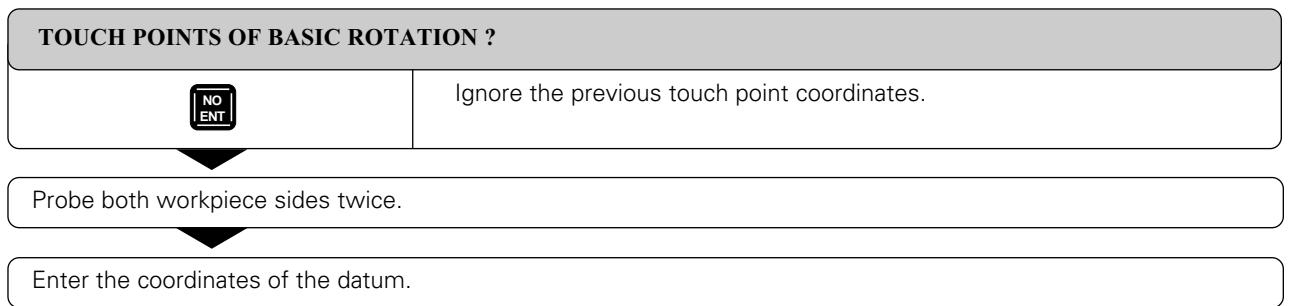 TOUCH POINTS OF BASIC ROTATION ?
NO
ENT
Ignore the previous touch point coordinates.
Probe both workpiece sides twice.
Enter the coordinates of the datum.